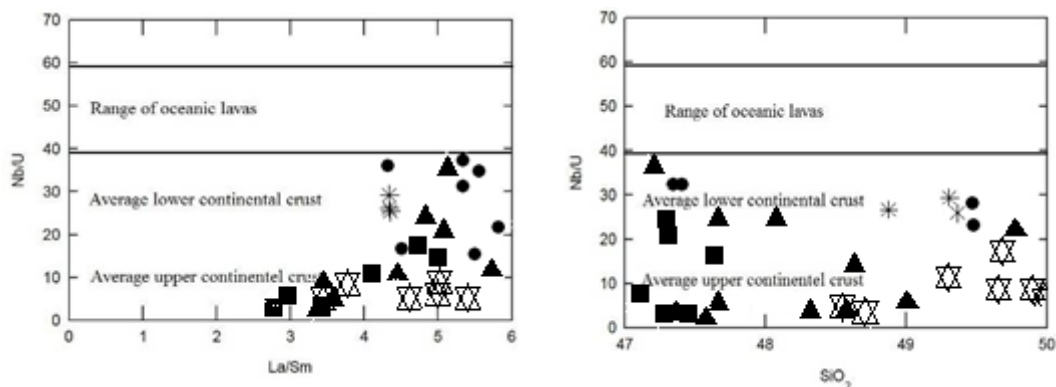 70
60
50
40
30
20
10
0
Nb/U
Range of oceanic lavas
Average lower continental crust
Average upper continentel crust
0 1 2 3 4 5 6
La/Sm
70
60
50
40
30
20
10
0
Nb/U
Range of oceanic lavas
Average lower continental crust
Average upper continental crust
47 48 49 50
SiO₂